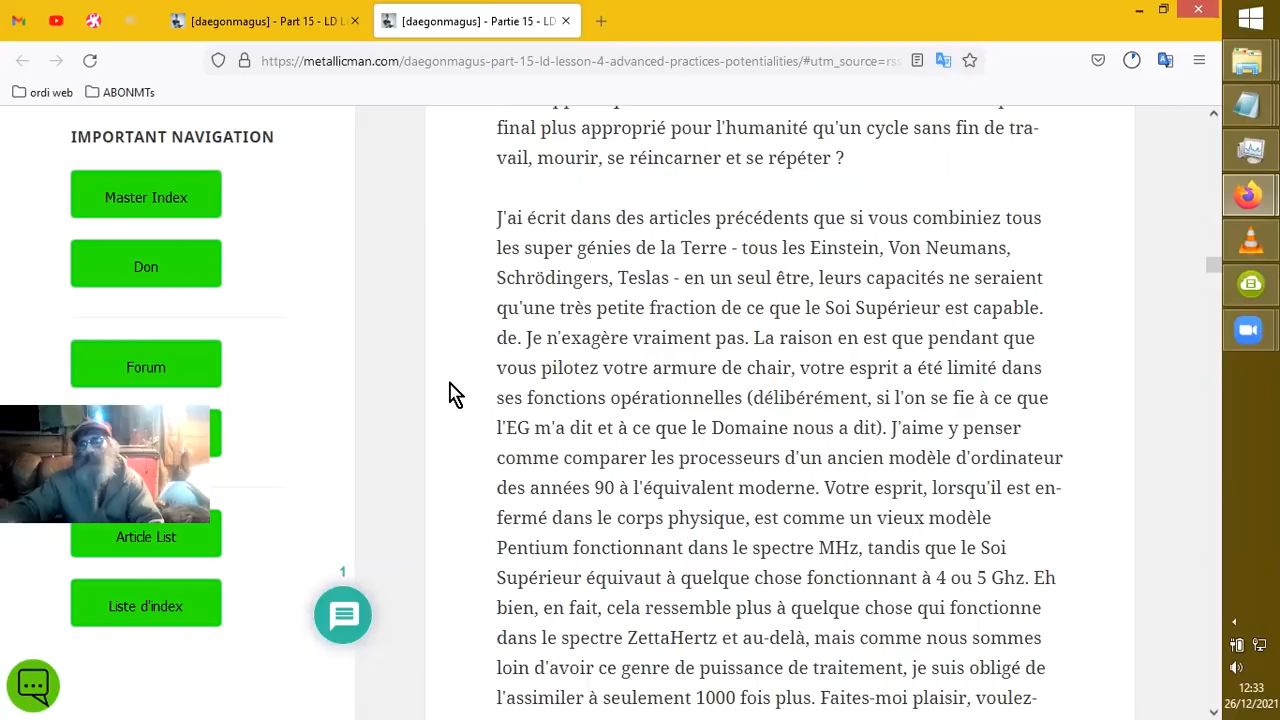 [daegonmagus] - Part 15 - LD L
[daegonmagus] - Partie 15 - LD
https://metallicman.com/daegonmagus-part-15-lesson-4-advanced-practices-potentialities/#utm_source=rs
ordi web
ABONMTs
IMPORTANT NAVIGATION
Master Index
Don
Forum
Article List
Liste d'index
1
final plus approprié pour l'humanité qu'un cycle sans fin de tra-
vail, mourir, se réincarner et se répéter ?
J'ai écrit dans des articles précédents que si vous combiniez tous
les super génies de la Terre - tous les Einstein, Von Neumans,
Schrödingers, Teslas - en un seul être, leurs capacités ne seraient
qu'une très petite fraction de ce que le Soi Supérieur est capable.
de. Je n'exagère vraiment pas. La raison en est que pendant que
vous pilotez votre armure de chair, votre esprit a été limité dans
ses fonctions opérationnelles (délibérément, si l'on se fie à ce que
l'EG m'a dit et à ce que le Domaine nous a dit). J'aime y penser
comme comparer les processeurs d'un ancien modèle d'ordinateur
des années 90 à l'équivalent moderne. Votre esprit, lorsqu'il est en-
fermé dans le corps physique, est comme un vieux modèle
Pentium fonctionnant dans le spectre MHz, tandis que le Soi
Supérieur équivaut à quelque chose fonctionnant à 4 ou 5 Ghz. Eh
bien, en fait, cela ressemble plus à quelque chose qui fonctionne
dans le spectre ZettaHertz et au-delà, mais comme nous sommes
loin d'avoir ce genre de puissance de traitement, je suis obligé de
l'assimiler à seulement 1000 fois plus. Faites-moi plaisir, voulez-
12:33
26/12/2021